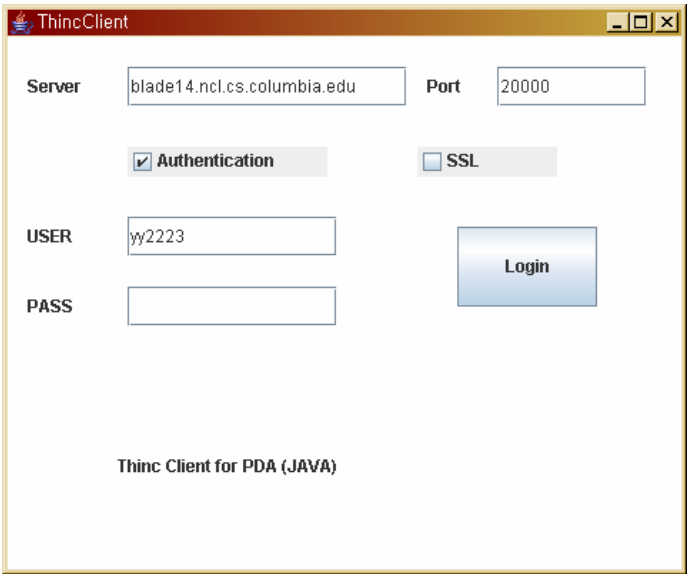 ThincClient
Server blade14.ncl.cs.columbia.edu Port 20000
Authentication SSL
USER yy2223
Login
PASS
Thinc Client for PDA (JAVA)